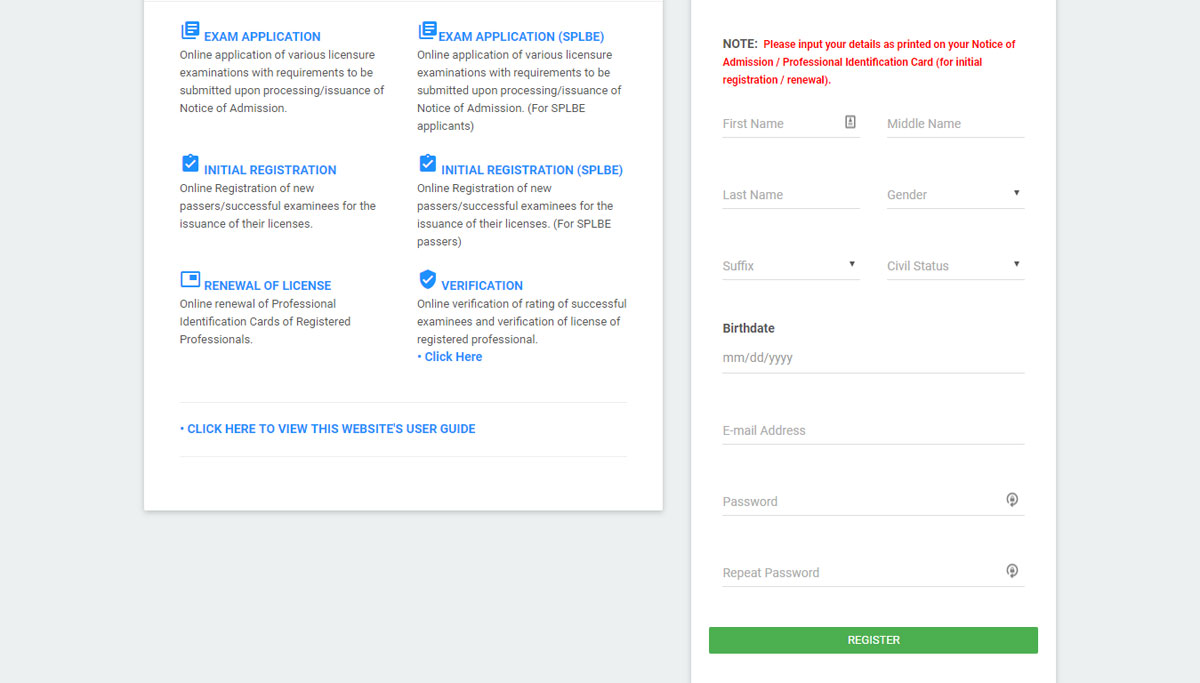 EXAM APPLICATION
Online application of various licensure
examinations with requirements to be
submitted upon processing/issuance of
Notice of Admission.
EXAM APPLICATION (SPLBE)
Online application of various licensure
examinations with requirements to be
submitted upon processing/issuance of
Notice of Admission. (For SPLBE
applicants)
INITIAL REGISTRATION
Online Registration of new
passers/successful examinees for the
issuance of their licenses.
INITIAL REGISTRATION (SPLBE)
Online Registration of new
passers/successful examinees for the
issuance of their licenses. (For SPLBE
passers)
RENEWAL OF LICENSE
Online renewal of Professional
Identification Cards of Registered
Professionals.
VERIFICATION
Online verification of rating of successful
examinees and verification of license of
registered professional.
• Click Here
• CLICK HERE TO VIEW THIS WEBSITE'S USER GUIDE
NOTE: Please input your details as printed on your Notice of
Admission / Professional Identification Card (for initial
registration / renewal).
First Name
Middle Name
Last Name
Gender
Suffix
Civil Status
Birthdate
mm/dd/yyyy
E-mail Address
Password
Repeat Password
REGISTER